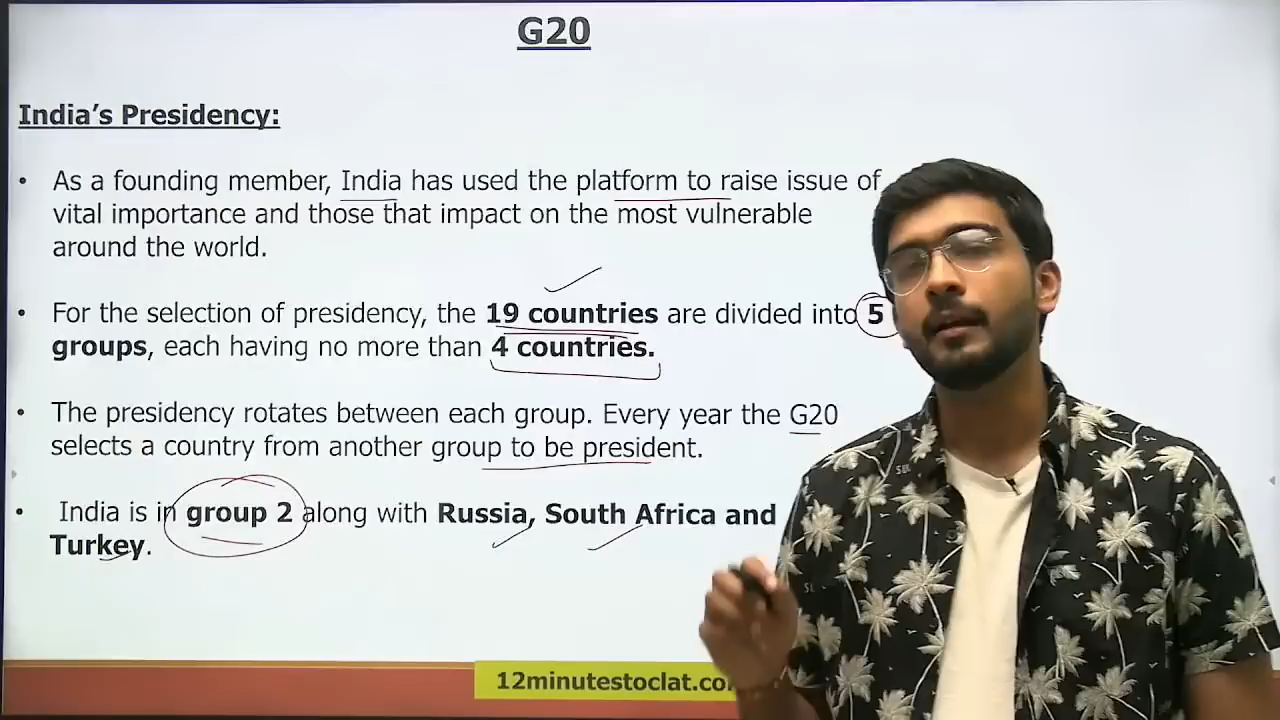 G20
India's Presidency:
• As a founding member, India has used the platform to raise issue of
vital importance and those that impact on the most vulnerable
around the world.
• For the selection of presidency, the 19 countries are divided into 5
groups, each having no more than 4 countries.
• The presidency rotates between each group. Every year the G20
selects a country from another group to be president.
• India is in group 2 along with Russia, South Africa and
Turkey.
12minutestoclat.co